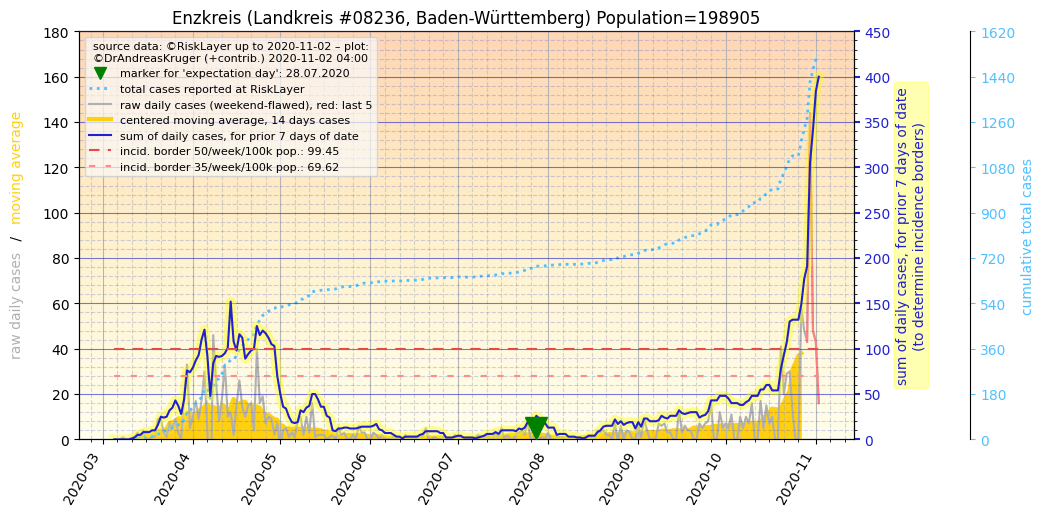 Enzkreis (Landkreis #08236, Baden-Württemberg) Population=198905
source data: ©RiskLayer up to 2020-11-02 – plot:
©DrAndreasKruger (+contrib.) 2020-11-02 04:00
marker for 'expectation day': 28.07.2020
total cases reported at RiskLayer
raw daily cases (weekend-flawed), red: last 5
centered moving average, 14 days cases
sum of daily cases, for prior 7 days of date
incid. border 50/week/100k pop.: 99.45
incid. border 35/week/100k pop.: 69.62
raw daily cases / moving average
180
160
140
120
100
80
60
40
20
0
2020-03
2020-04
2020-05
2020-06
2020-07
2020-08
2020-09
2020-10
2020-11
450
400
350
300
250
200
150
100
50
0
sum of daily cases, for prior 7 days of date
(to determine incidence borders)
1620
1440
1260
1080
900
720
540
360
180
0
cumulative total cases